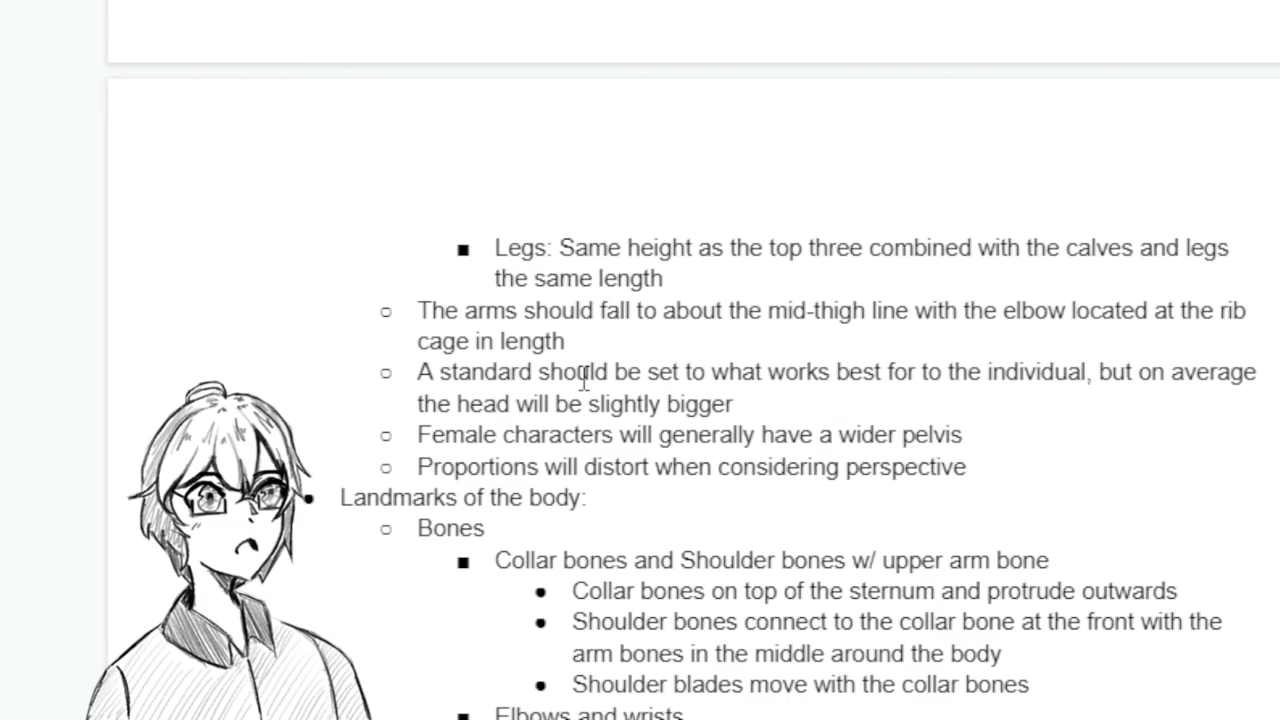 ■ Legs: Same height as the top three combined with the calves and legs
the same length
○ The arms should fall to about the mid-thigh line with the elbow located at the rib
cage in length
○ A standard should be set to what works best for to the individual, but on average
the head will be slightly bigger
○ Female characters will generally have a wider pelvis
○ Proportions will distort when considering perspective
● Landmarks of the body:
○ Bones
■ Collar bones and Shoulder bones w/ upper arm bone
● Collar bones on top of the sternum and protrude outwards
● Shoulder bones connect to the collar bone at the front with the
arm bones in the middle around the body
● Shoulder blades move with the collar bones
■ Elbows and wrists